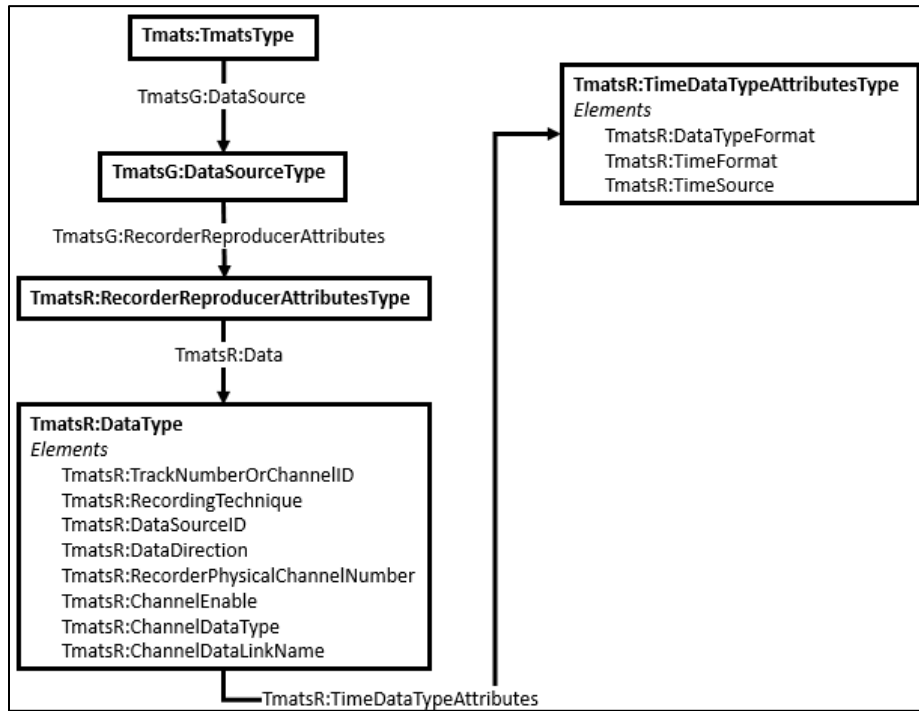 Tmats:TmatsType
TmatsG:DataSource
TmatsG:DataSourceType
TmatsG:RecorderReproducerAttributes
TmatsR:RecorderReproducerAttributesType
TmatsR:Data
TmatsR:DataType
Elements
TmatsR:TrackNumberOrChannelID
TmatsR:RecordingTechnique
TmatsR:DataSourceID
TmatsR:DataDirection
TmatsR:RecorderPhysicalChannelNumber
TmatsR:ChannelEnable
TmatsR:ChannelDataType
TmatsR:ChannelDataLinkName
TmatsR:TimeDataTypeAttributes
TmatsR:TimeDataTypeAttributesType
Elements
TmatsR:DataTypeFormat
TmatsR:TimeFormat
TmatsR:TimeSource